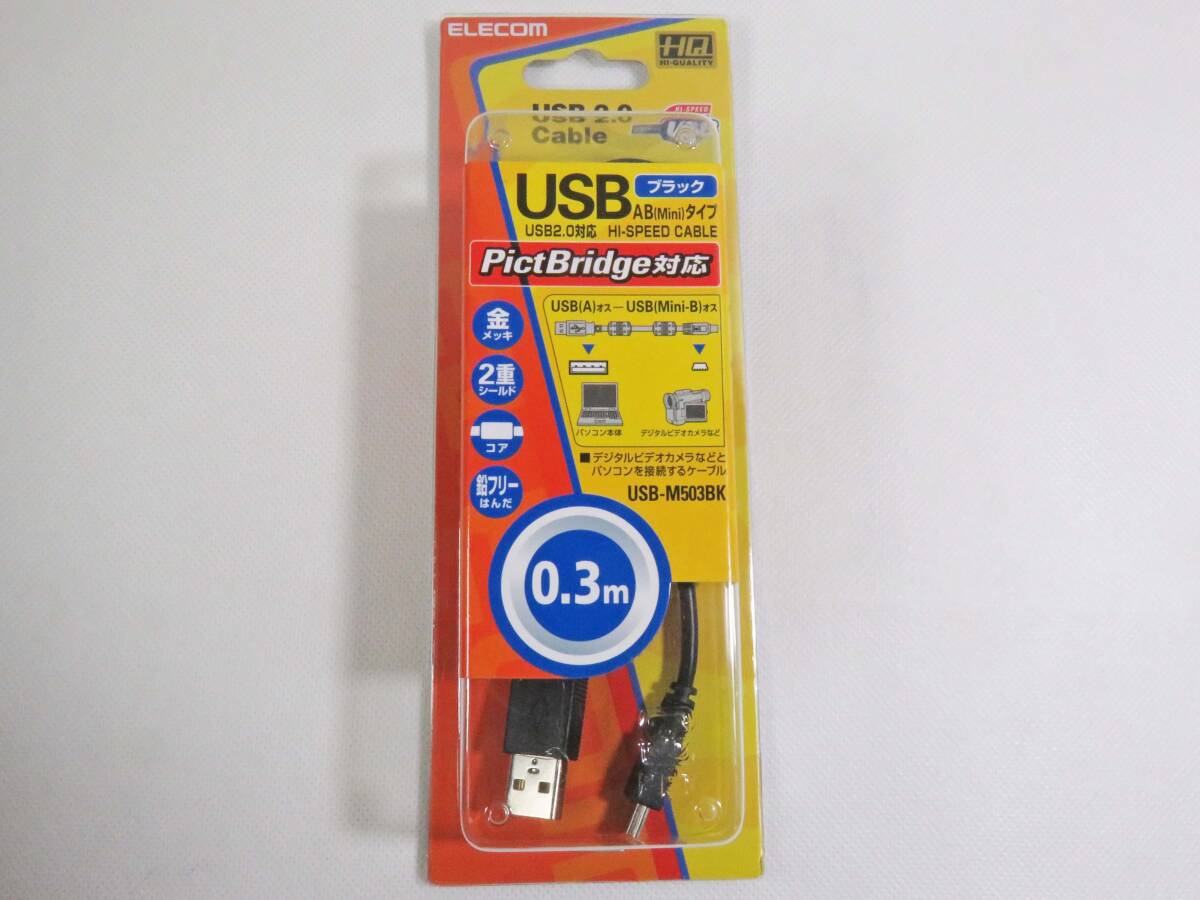 ELECOM
HQ
HI-QUALITY
USB 2.0
Cable
HI-SPEED
USB
ブラック
AB(Mini)タイプ
USB2.0対応 HI-SPEED CABLE
PictBridge対応
金
メッキ
2重
シールド
コア
鉛フリー
はんだ
USB(A)オス―USB(Mini-B)オス
パソコン本体
デジタルビデオカメラなど
■デジタルビデオカメラなどと
パソコンを接続するケーブル
USB-M503BK
0.3m